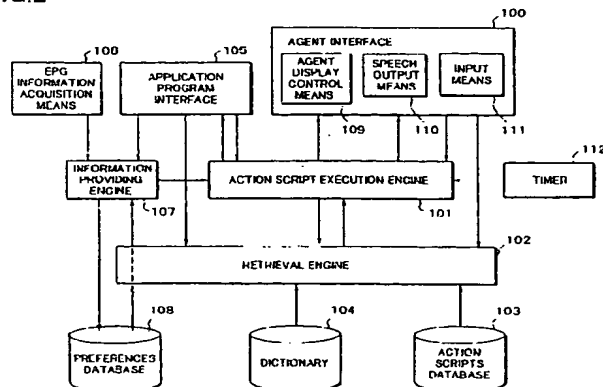 100
106
105
AGENT INTERFACE
EPG
INFORMATION
ACQUISITION
MEANS
APPLICATION
PROGRAM
INTERFACE
AGENT
DISPLAY
CONTROL
MEANS
SPEECH
OUTPUT
MEANS
INPUT
MEANS
109
110
111
112
INFORMATION
PROVIDING
ENGINE
ACTION SCRIPT EXECUTION ENGINE
TIMER
107
101
102
RETRIEVAL ENGINE
108
104
103
PREFERENCES
DATABASE
DICTIONARY
ACTION
SCRIPTS
DATABASE